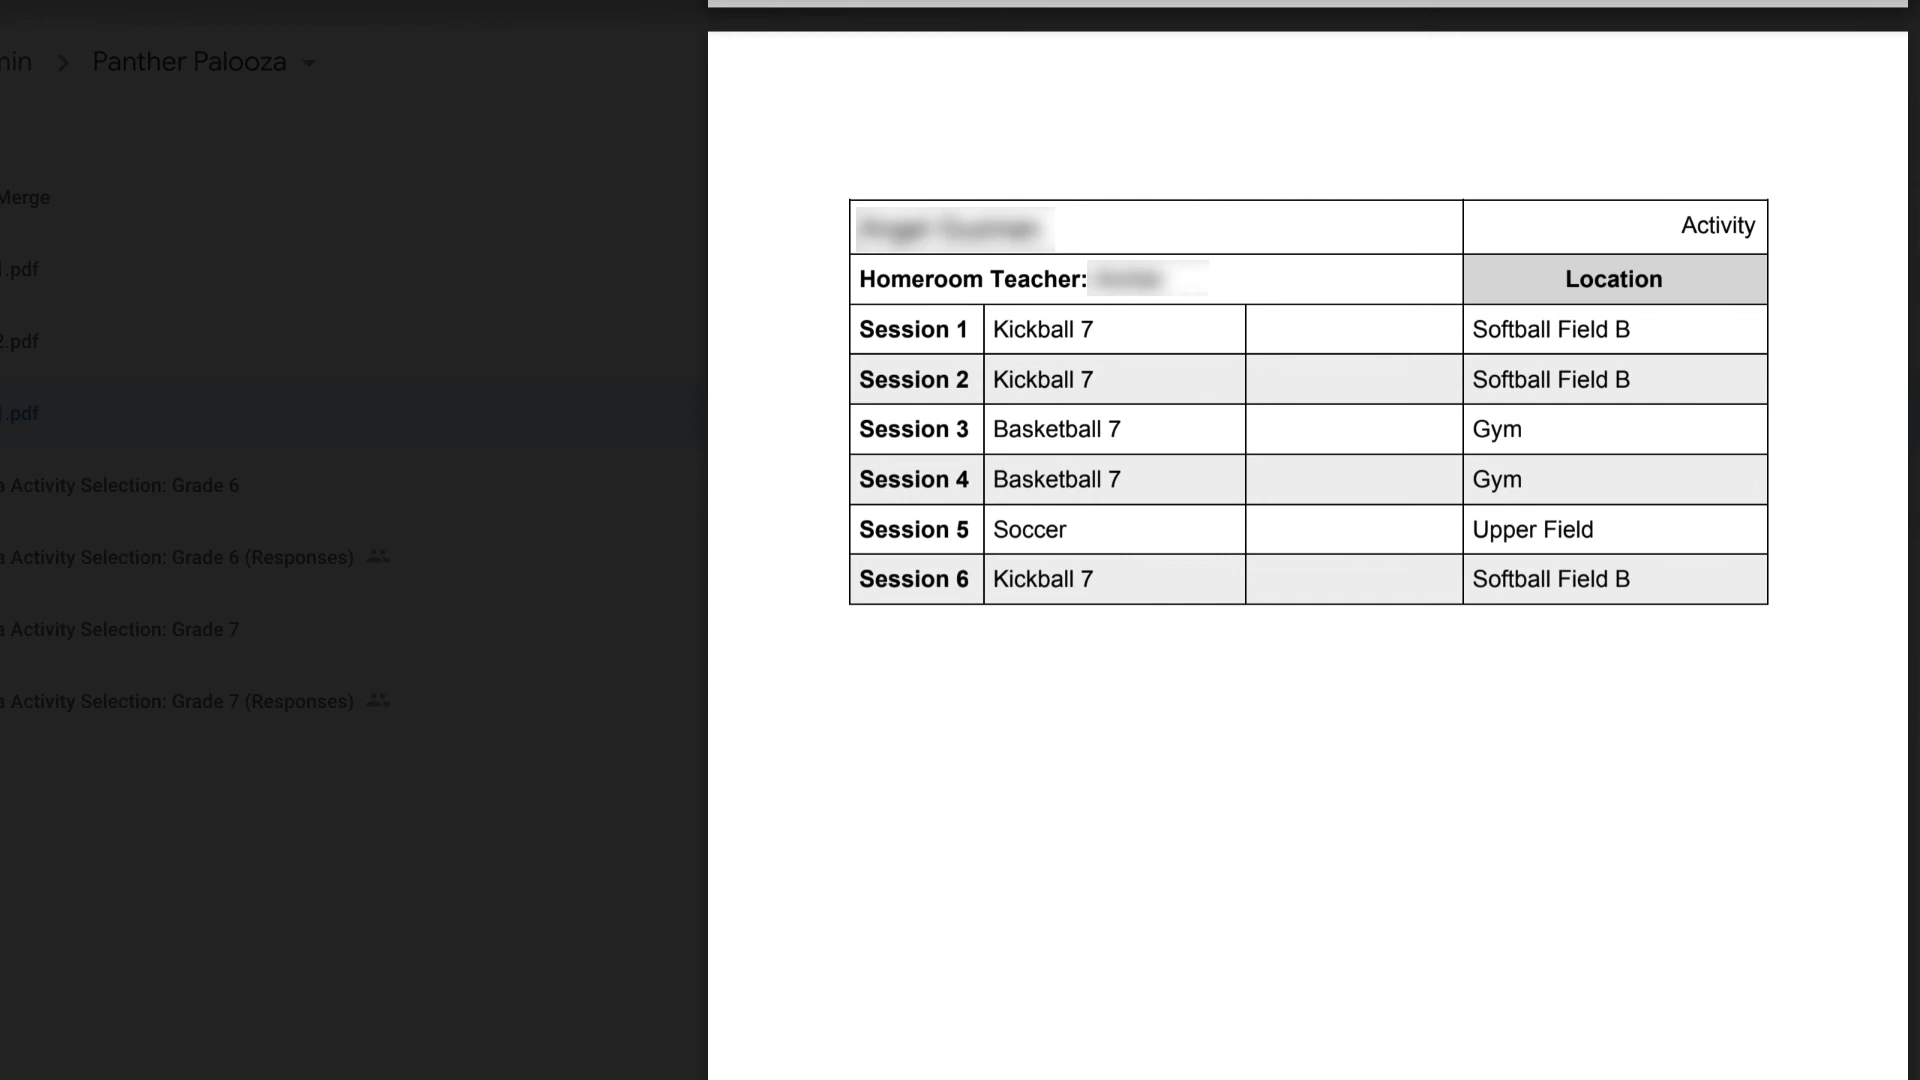 min > Panther Palooza
Merge
1.pdf
2.pdf
.pdf
a Activity Selection: Grade 6
a Activity Selection: Grade 6 (Responses)
a Activity Selection: Grade 7
a Activity Selection: Grade 7 (Responses)
Activity
Homeroom Teacher:
Location
Session 1 Kickball 7 Softball Field B
Session 2 Kickball 7 Softball Field B
Session 3 Basketball 7 Gym
Session 4 Basketball 7 Gym
Session 5 Soccer Upper Field
Session 6 Kickball 7 Softball Field B